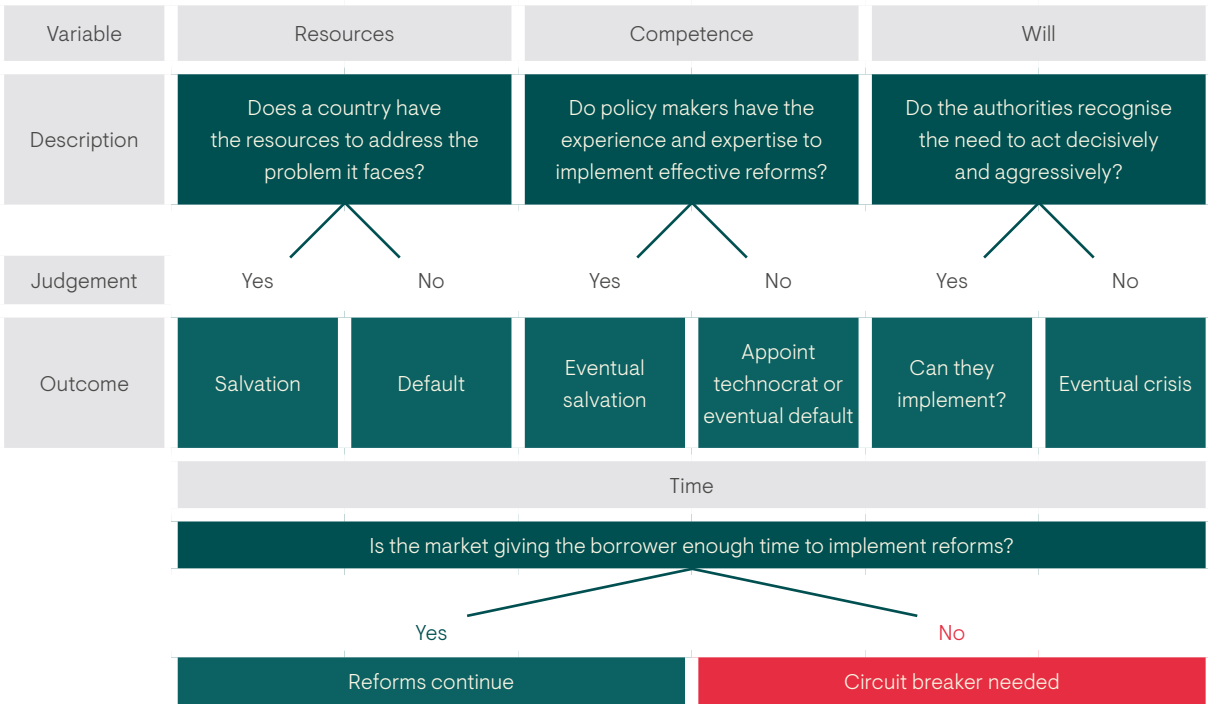 Variable
Resources
Competence
Will
Description
Does a country have
the resources to address the
problem it faces?
Do policy makers have the
experience and expertise to
implement effective reforms?
Do the authorities recognise
the need to act decisively
and aggressively?
Judgement
Yes
No
Yes
No
Yes
No
Outcome
Salvation
Default
Eventual
salvation
Appoint
technocrat or
eventual default
Can they
implement?
Eventual crisis
Time
Is the market giving the borrower enough time to implement reforms?
Yes
No
Reforms continue
Circuit breaker needed